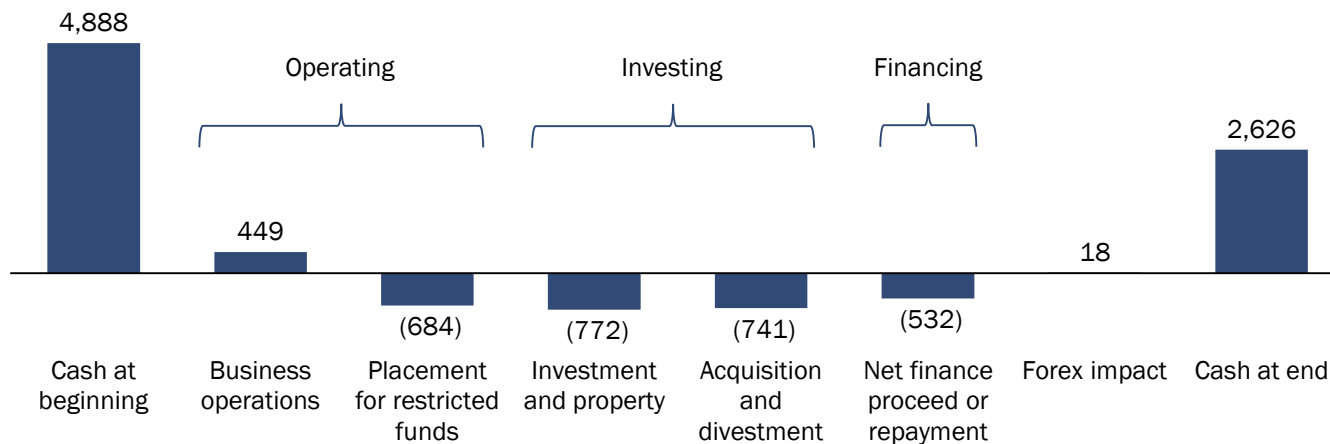 4,888
Operating
Investing
Financing
2,626
449
18
(684)
(772)
(741)
(532)
Cash at
beginning
Business
operations
Placement
for restricted
funds
Investment
and property
Acquisition
and
divestment
Net finance
proceed or
repayment
Forex impact
Cash at end